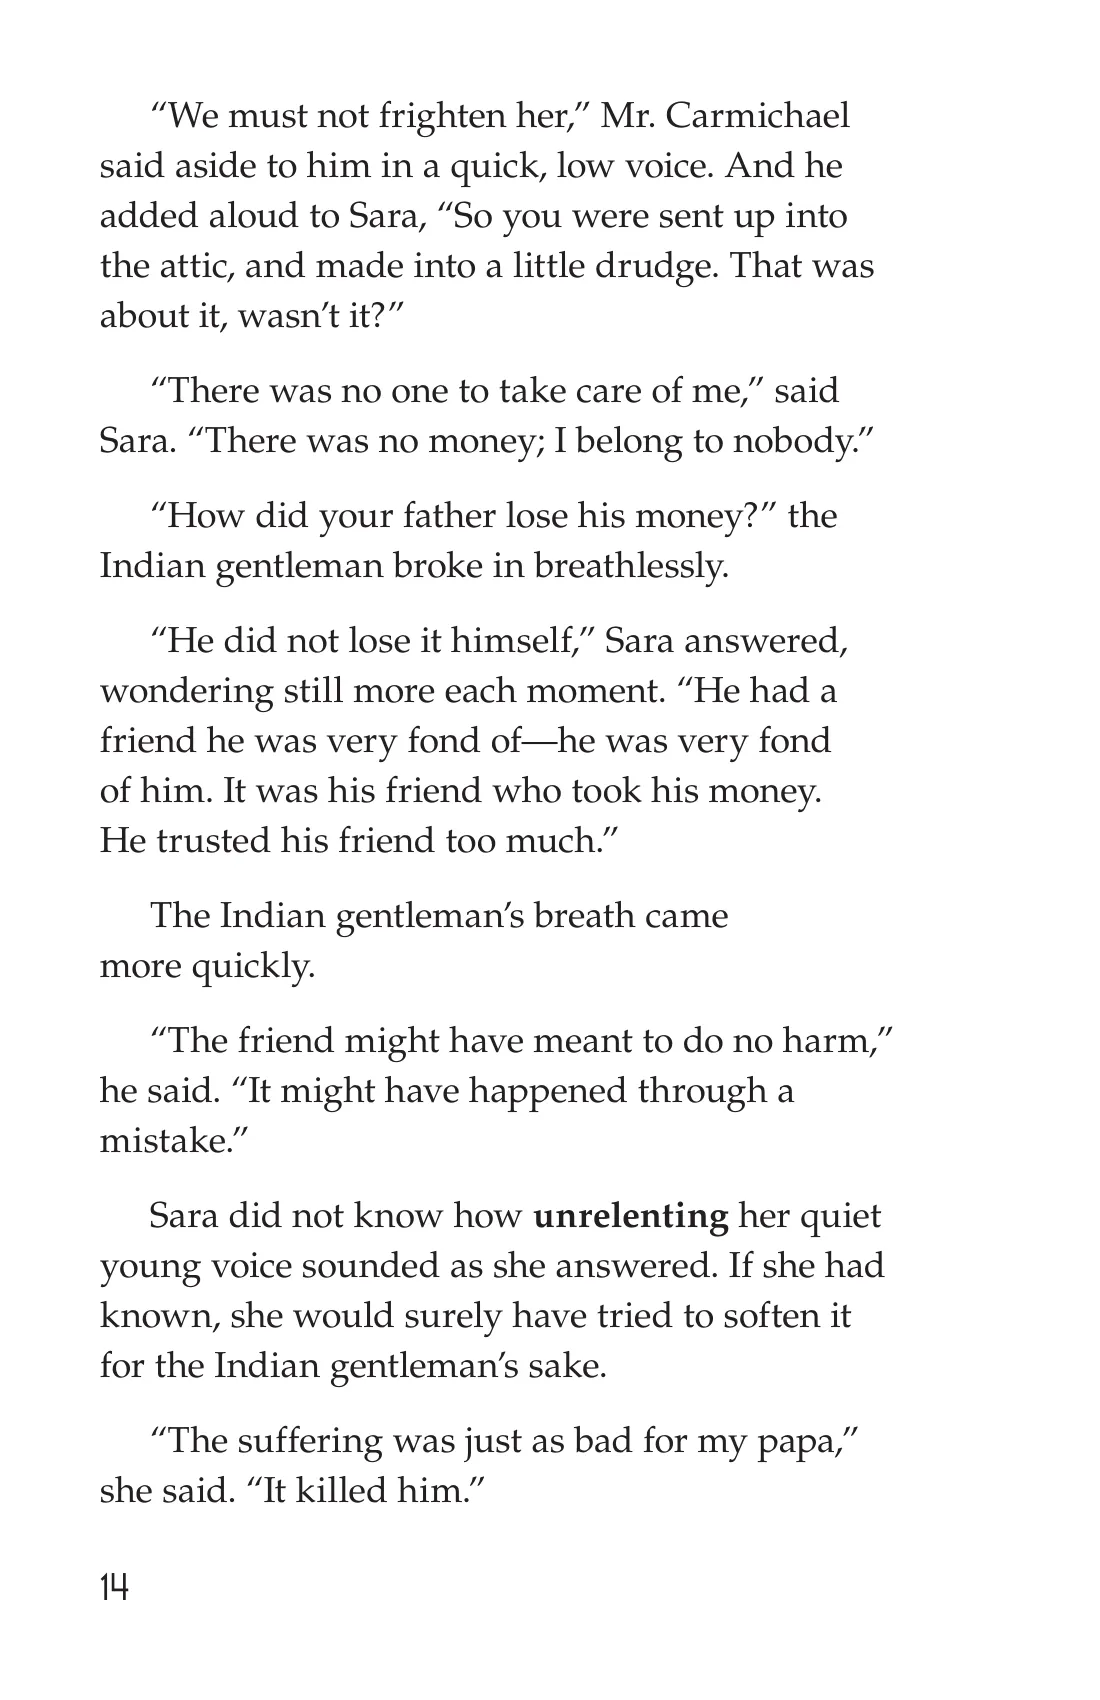 “We must not frighten her,” Mr. Carmichael
said aside to him in a quick, low voice. And he
added aloud to Sara, “So you were sent up into
the attic, and made into a little drudge. That was
about it, wasn’t it?”
“There was no one to take care of me,” said
Sara. “There was no money; I belong to nobody.”
“How did your father lose his money?” the
Indian gentleman broke in breathlessly.
“He did not lose it himself,” Sara answered,
wondering still more each moment. “He had a
friend he was very fond of—he was very fond
of him. It was his friend who took his money.
He trusted his friend too much.”
The Indian gentleman’s breath came
more quickly.
“The friend might have meant to do no harm,”
he said. “It might have happened through a
mistake.”
Sara did not know how unrelenting her quiet
young voice sounded as she answered. If she had
known, she would surely have tried to soften it
for the Indian gentleman’s sake.
“The suffering was just as bad for my papa,”
she said. “It killed him.”
14